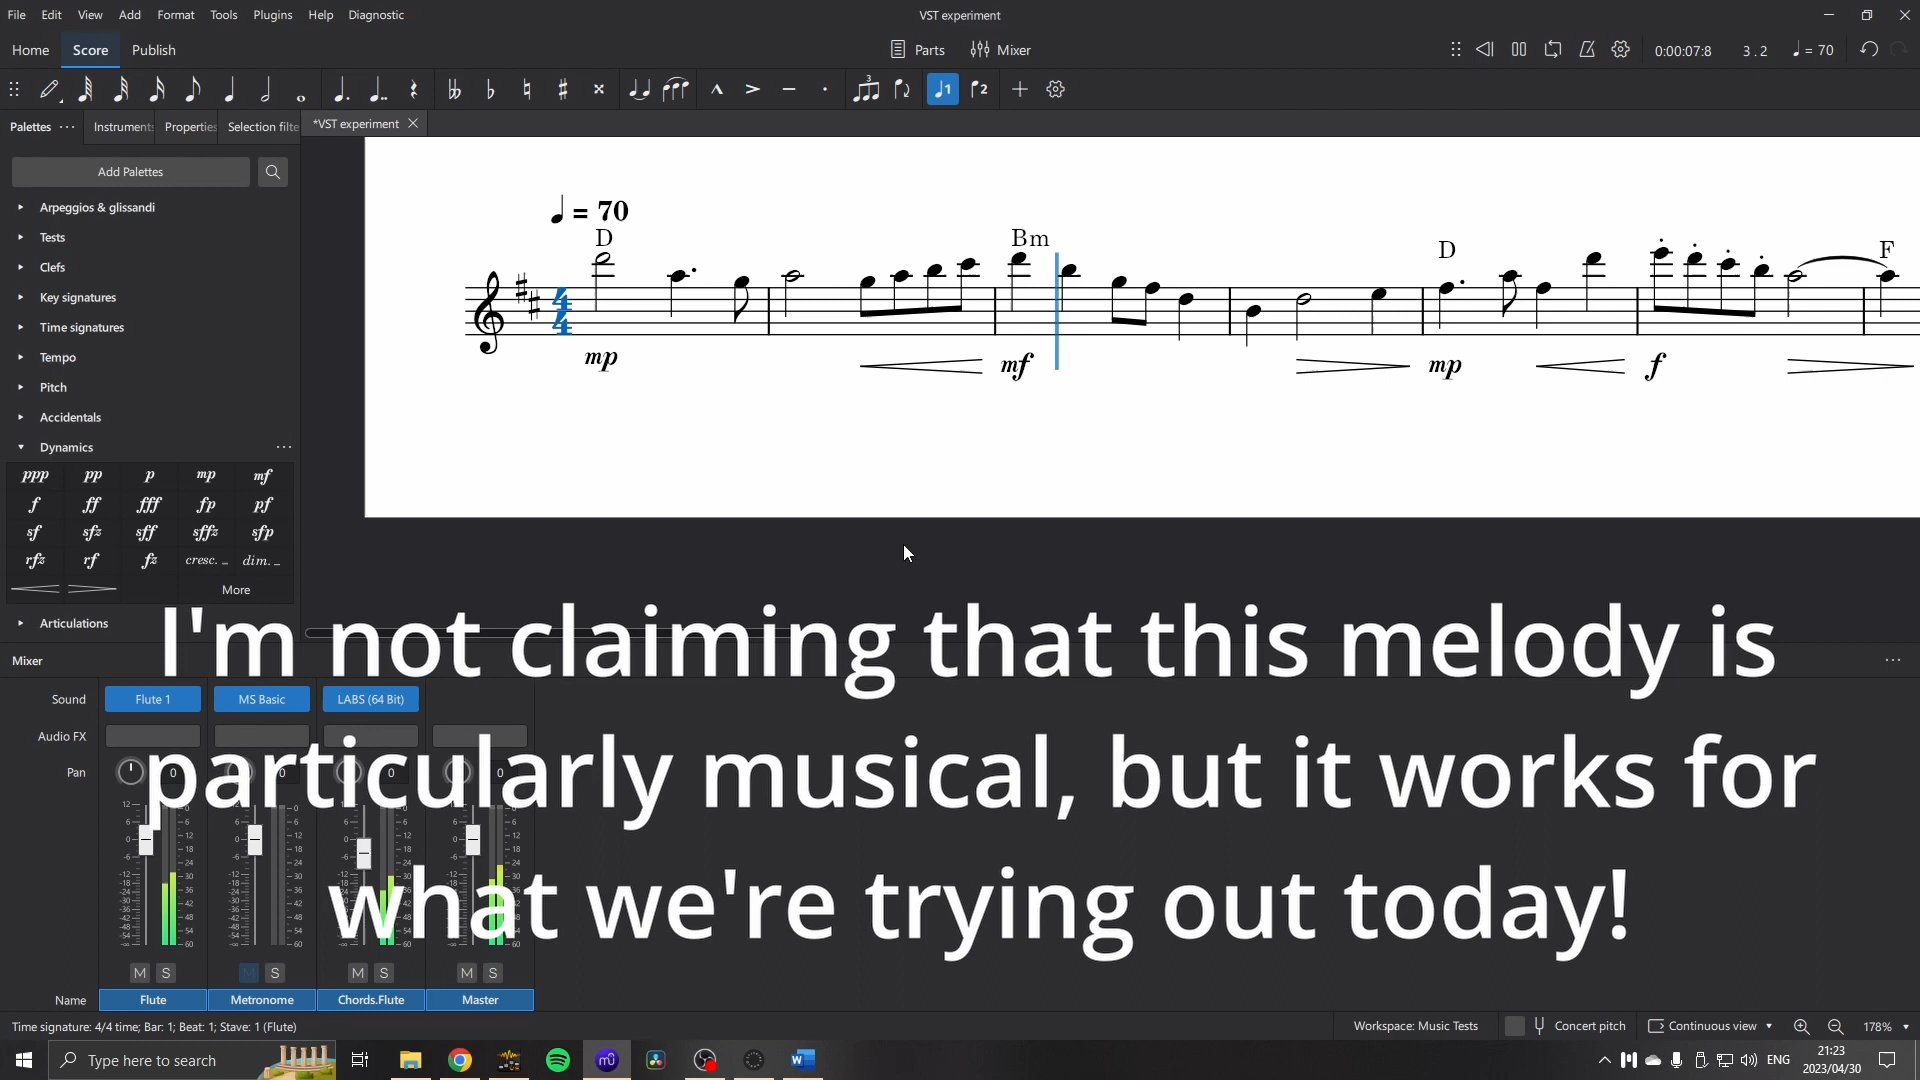 File Edit View Add Format Tools Plugins Help Diagnostic
VST experiment
Home Score Publish
Parts Mixer
0:00:07:8 3 . 2 = 70
Palettes Instruments Properties Selection filte
*VST experiment
Add Palettes
Arpeggios & glissandi
Tests
Clefs
Key signatures
Time signatures
Tempo
Pitch
Accidentals
Dynamics
ppp pp p mp mf
f ff fff fp pf
sf sfz sff sffz sfp
rfz rf fz cresc. _ dim. _
More
Articulations
= 70
D Bm D F
4
4
mp mf mp f
I'm not claiming that this melody is
particularly musical, but it works for
what we're trying out today!
Mixer
Sound Flute 1 MS Basic LABS (64 Bit)
Audio FX
Pan 0 0 0 0
M S M S M S M S
Name Flute Metronome Chords.Flute Master
Time signature: 4/4 time; Bar: 1; Beat: 1; Stave: 1 (Flute)
Workspace: Music Tests Concert pitch Continuous view 178%
Type here to search
ENG
21:23
2023/04/30